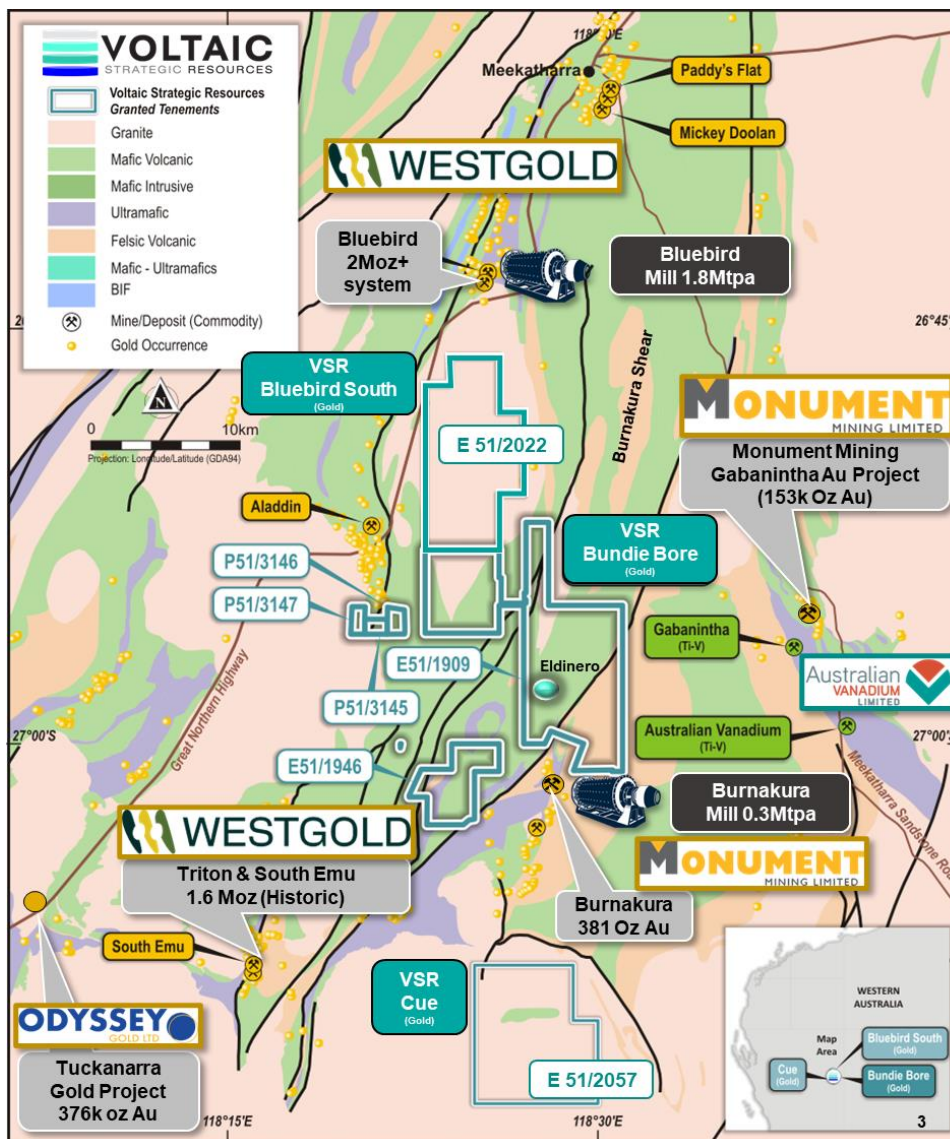 VOLTAIC
STRATEGIC RESOURCES
Voltaic Strategic Resources
Granted Tenements
Granite
Mafic Volcanic
Mafic Intrusive
Ultramafic
Felsic Volcanic
Mafic - Ultramafics
BIF
Mine/Deposit (Commodity)
Gold Occurrence
N
0 10km
Projection: Longitude/Latitude (GDA94)
Meekatharra
Paddy's Flat
Mickey Doolan
WESTGOLD
Bluebird
2Moz+
system
Bluebird
Mill 1.8Mtpa
26°45'
VSR
Bluebird South
(Gold)
E 51/2022
Burnakura Shear
MONUMENT
MINING LIMITED
Monument Mining
Gabanintha Au Project
(153k Oz Au)
Aladdin
VSR
Bundie Bore
(Gold)
P51/3146
P51/3147
P51/3145
E51/1909
Eldinero
Gabanintha
(Ti-V)
Australian
VANADIUM
LIMITED
Australian Vanadium
(Ti-V)
27°00'S
27°00'
Great Northern Highway
Meekatharra Sandstone
E51/1946
WESTGOLD
Triton & South Emu
1.6 Moz (Historic)
Burnakura
Mill 0.3Mtpa
MONUMENT
MINING LIMITED
Burnakura
381 Oz Au
South Emu
VSR
Cue
(Gold)
E 51/2057
ODYSSEY
GOLD LTD
Tuckanarra
Gold Project
376k oz Au
118°15'E
118°30'E
WESTERN
AUSTRALIA
Map
Area
Bluebird South
(Gold)
Cue
(Gold)
Bundie Bore
(Gold)
3